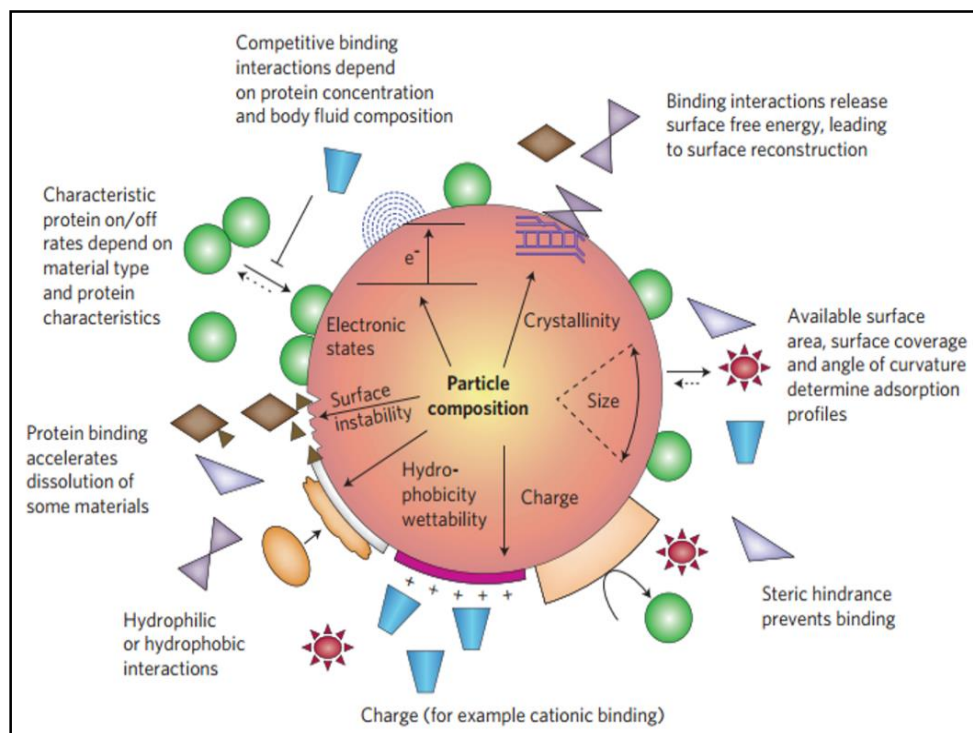 Competitive binding
interactions depend
on protein concentration
and body fluid composition
Binding interactions release
surface free energy, leading
to surface reconstruction
Characteristic
protein on/off
rates depend on
material type
and protein
characteristics
e-
Electronic
states
Crystallinity
Available surface
area, surface coverage
and angle of curvature
determine adsorption
profiles
Particle
composition
Size
Surface
instability
Protein binding
accelerates
dissolution of
some materials
Hydro-
phobicity
wettability
Charge
Steric hindrance
prevents binding
Hydrophilic
or hydrophobic
interactions
+ + + + + +
Charge (for example cationic binding)